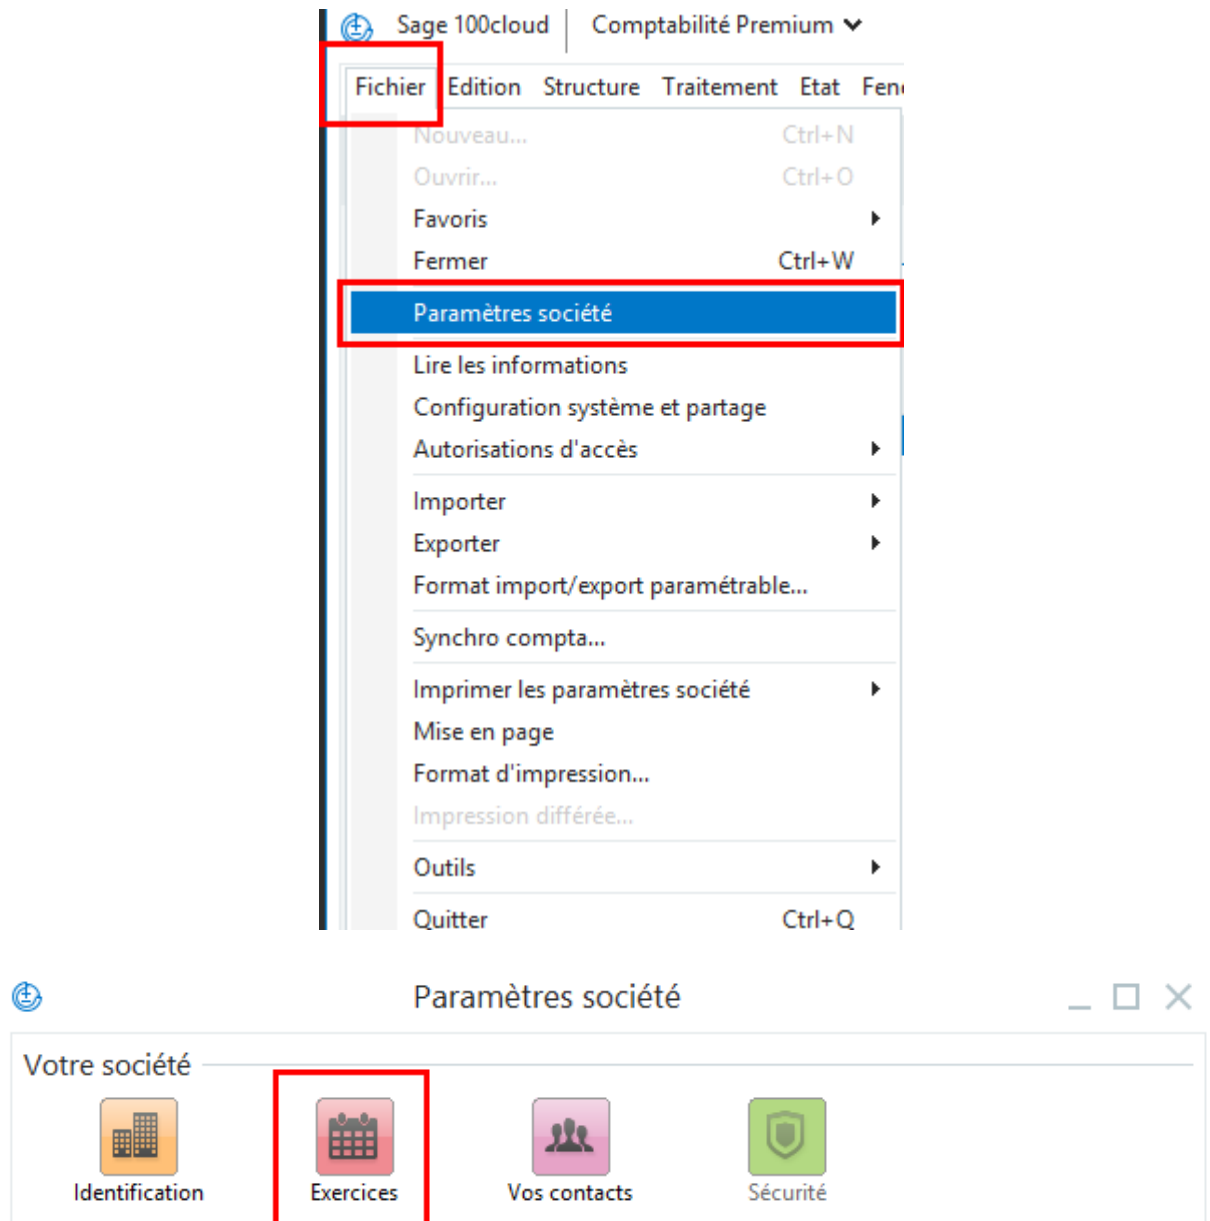 Sage 100cloud Comptabilité Premium
Fichier Edition Structure Traitement Etat
Nouveau... Ctrl+N
Ouvrir... Ctrl+O
Favoris
Fermer Ctrl+W
Paramètres société
Lire les informations
Configuration système et partage
Autorisations d'accès
Importer
Exporter
Format import/export paramétrable...
Synchro compta...
Imprimer les paramètres société
Mise en page
Format d'impression...
Impression différée...
Outils
Quitter Ctrl+Q
Paramètres société
Votre société
Identification Exercices Vos contacts Sécurité